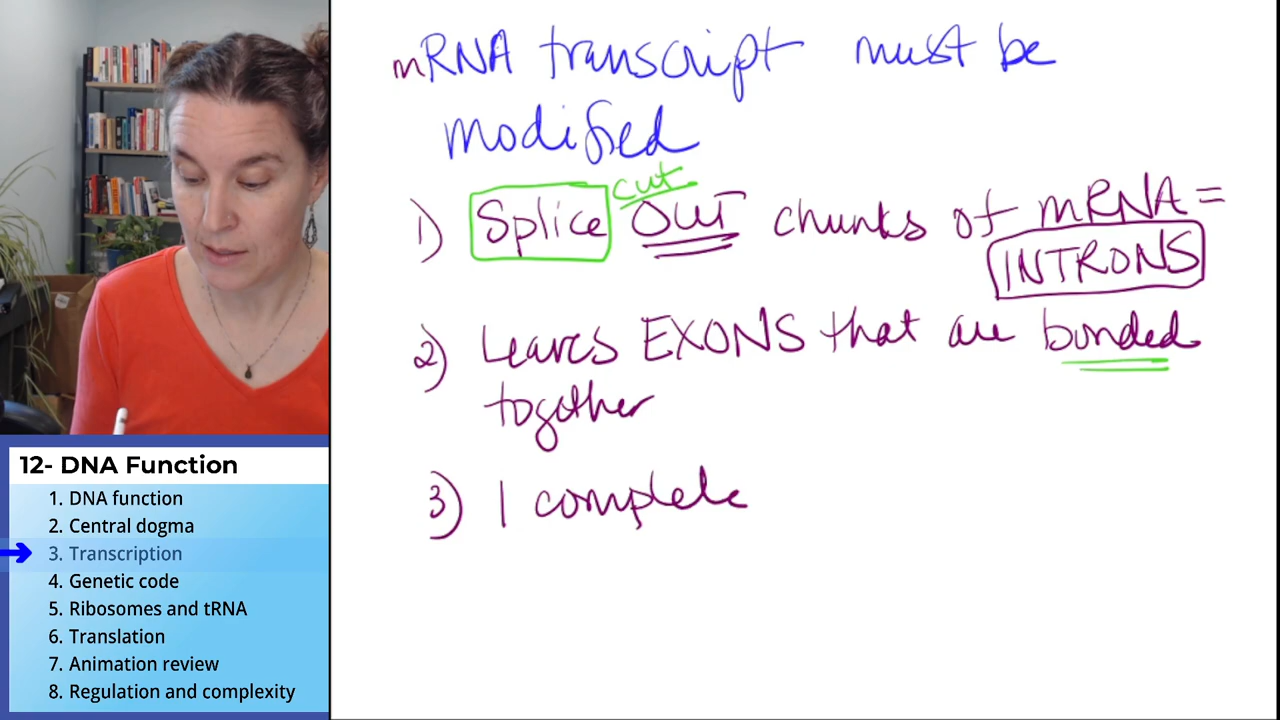 mRNA transcript must be
modified
cut
1) Splice OUT chunks of mRNA =
INTRONS
2) Leaves EXONS that are bonded
together
3) 1 complete
12- DNA Function
1. DNA function
2. Central dogma
3. Transcription
4. Genetic code
5. Ribosomes and tRNA
6. Translation
7. Animation review
8. Regulation and complexity